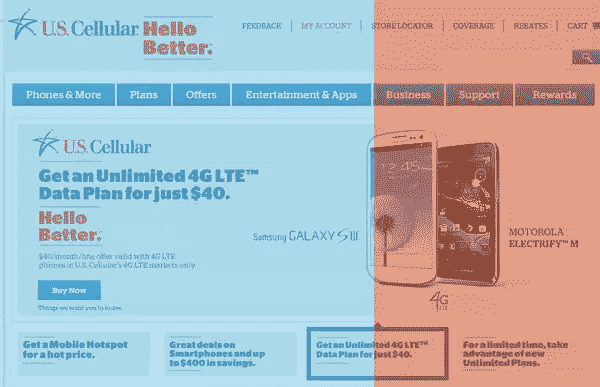 U.S. Cellular
Hello
Better.
FEEDBACK MY ACCOUNT STORE LOCATOR COVERAGE REBATES CART
Phones & More Plans Offers Entertainment & Apps Business Support Rewards
U.S. Cellular
Get an Unlimited 4G LTE™
Data Plan for just $40.
Hello
Better.
$40/month/line offer valid with 4G LTE
phones in U.S. Cellular's 4G LTE markets only.
Buy Now
Things we want you to know.
Samsung GALAXY S III
12:45
MOTOROLA
ELECTRIFY™ M
4G
LTE
Get a Mobile Hotspot
for a hot price.
Great deals on
Smartphones and up
to $400 in savings.
Get an Unlimited 4G LTE™
Data Plan for just $40.
For a limited time, take
advantage of new
Unlimited Plans.